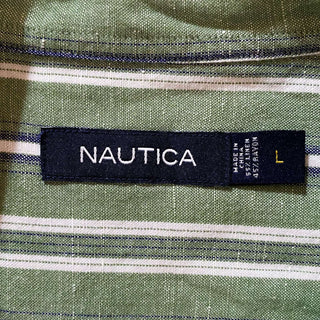 NAUTICA
MADE IN
CHINA
55% LINEN
45% RAYON
L